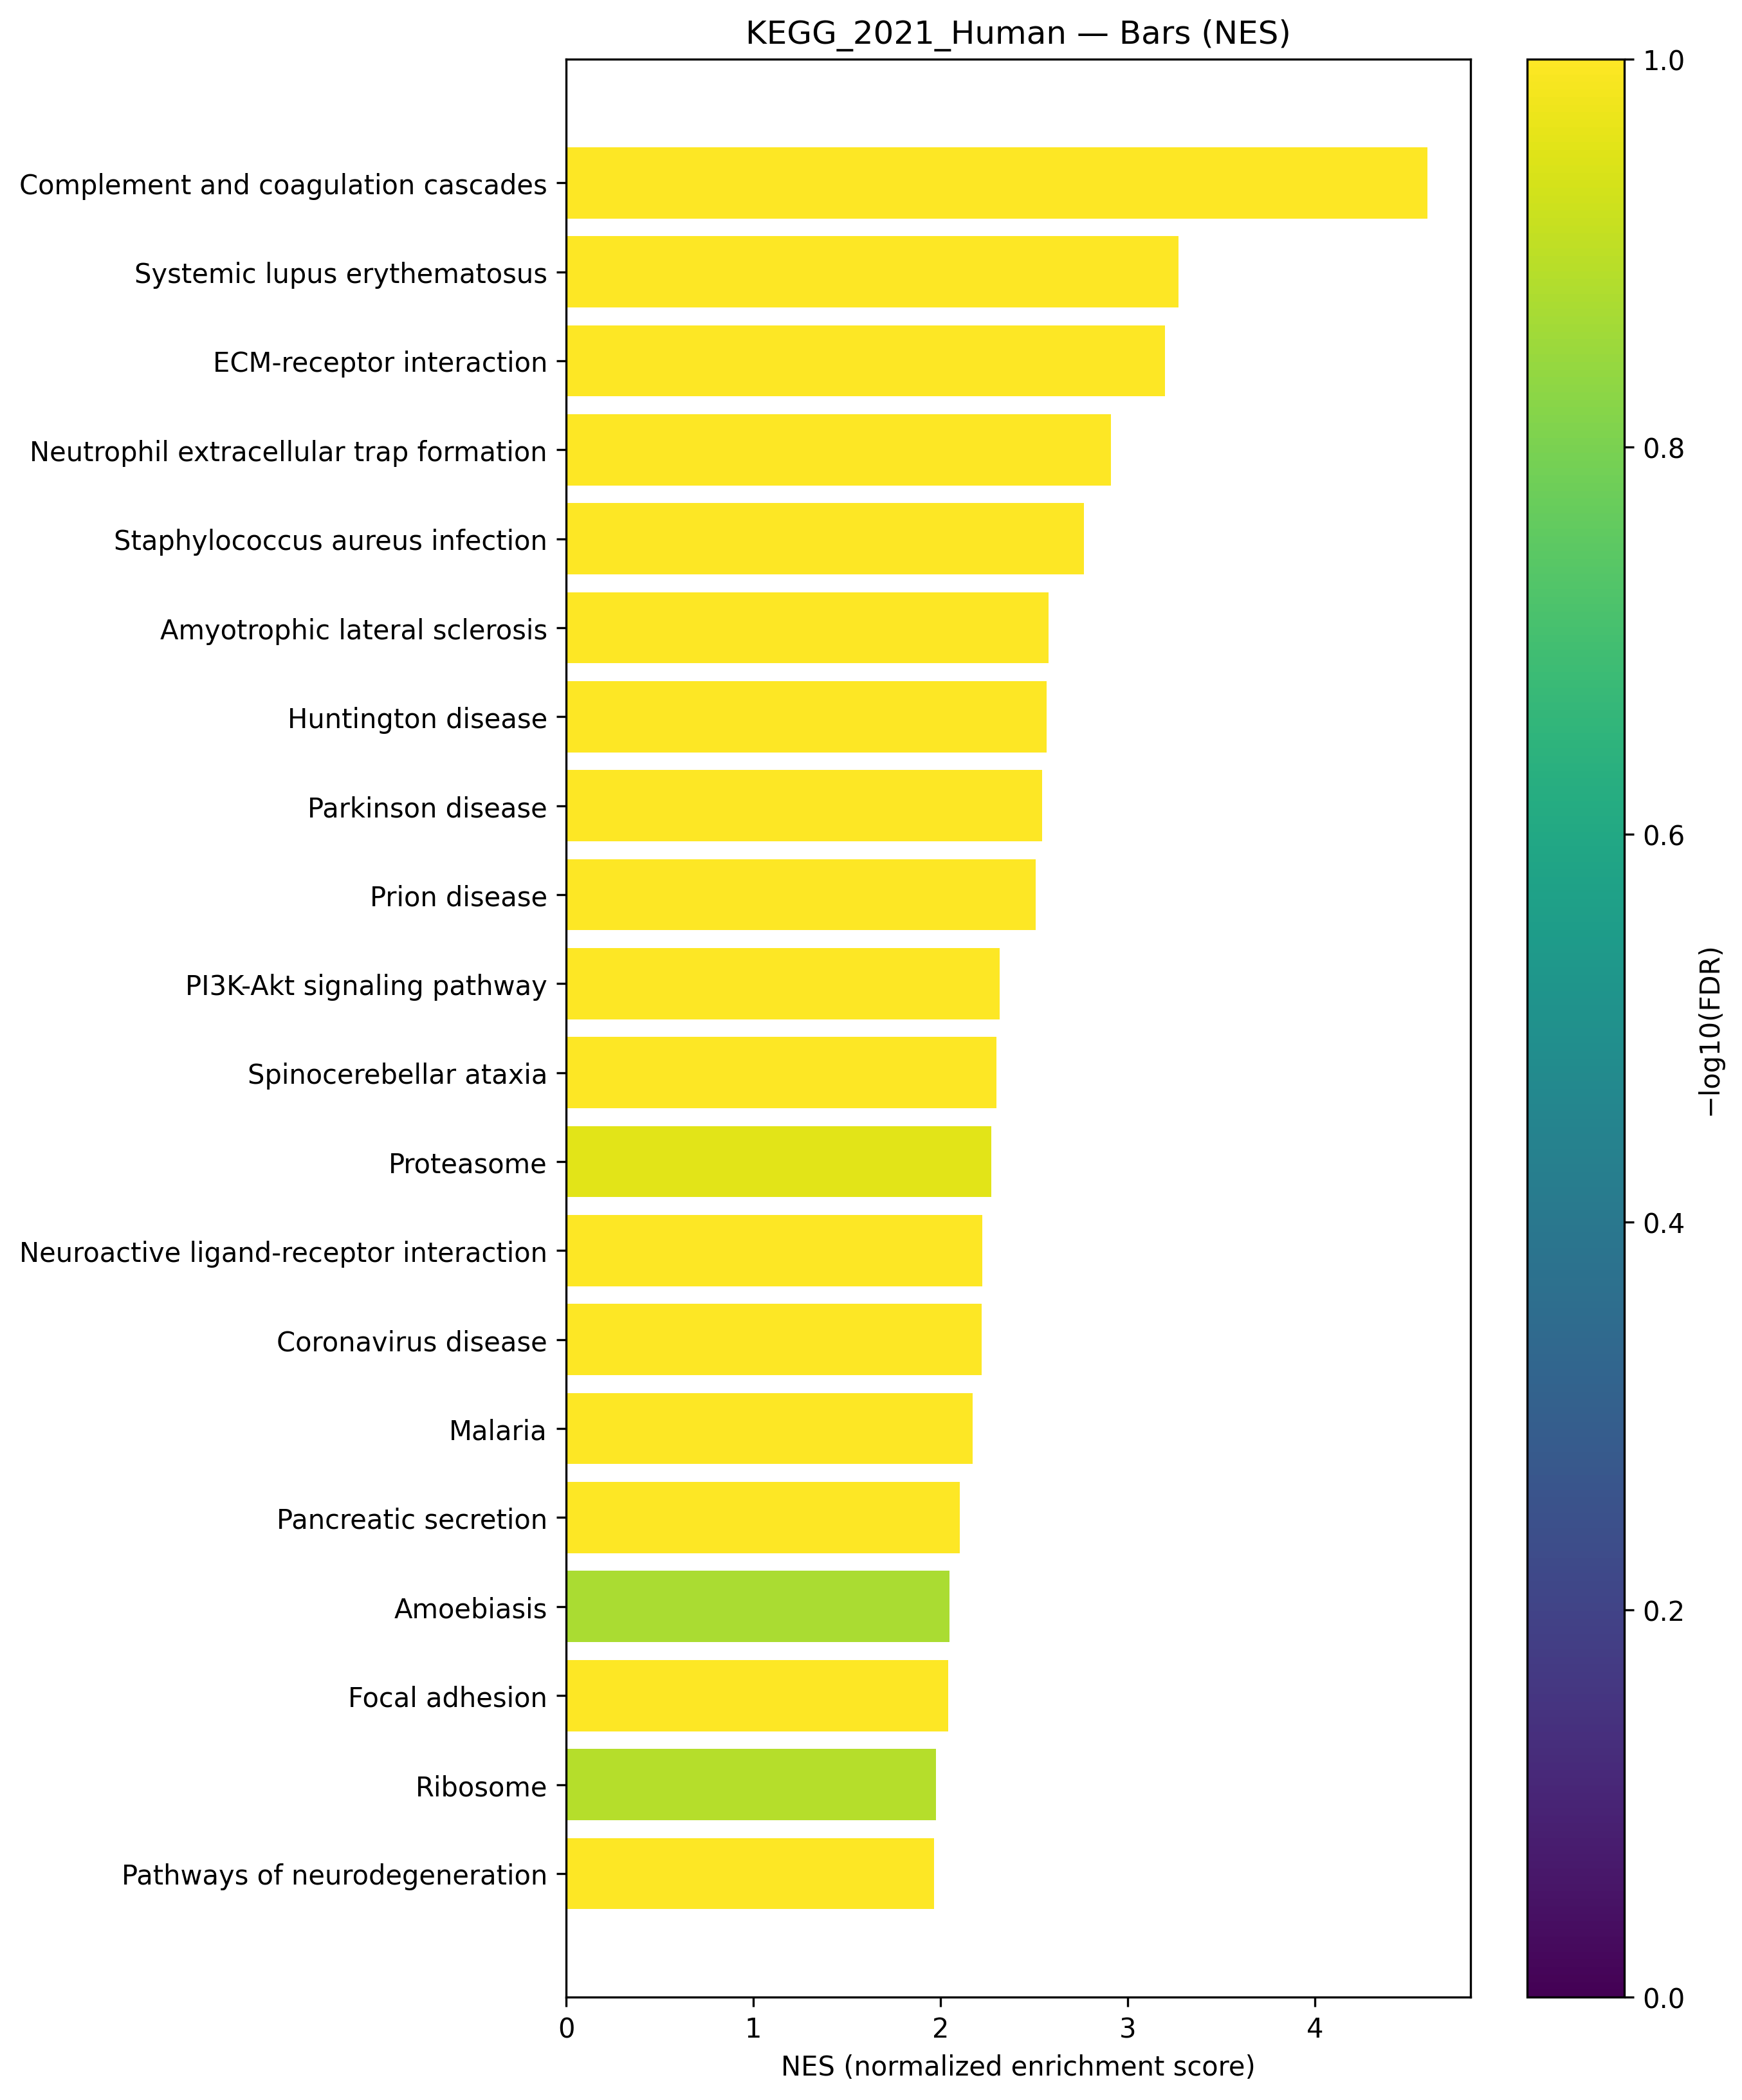 KEGG_2021_Human — Bars (NES)
Complement and coagulation cascades
Systemic lupus erythematosus
ECM-receptor interaction
Neutrophil extracellular trap formation
Staphylococcus aureus infection
Amyotrophic lateral sclerosis
Huntington disease
Parkinson disease
Prion disease
PI3K-Akt signaling pathway
Spinocerebellar ataxia
Proteasome
Neuroactive ligand-receptor interaction
Coronavirus disease
Malaria
Pancreatic secretion
Amoebiasis
Focal adhesion
Ribosome
Pathways of neurodegeneration
0 1 2 3 4
NES (normalized enrichment score)
1.0
0.8
0.6
0.4
0.2
0.0
−log10(FDR)